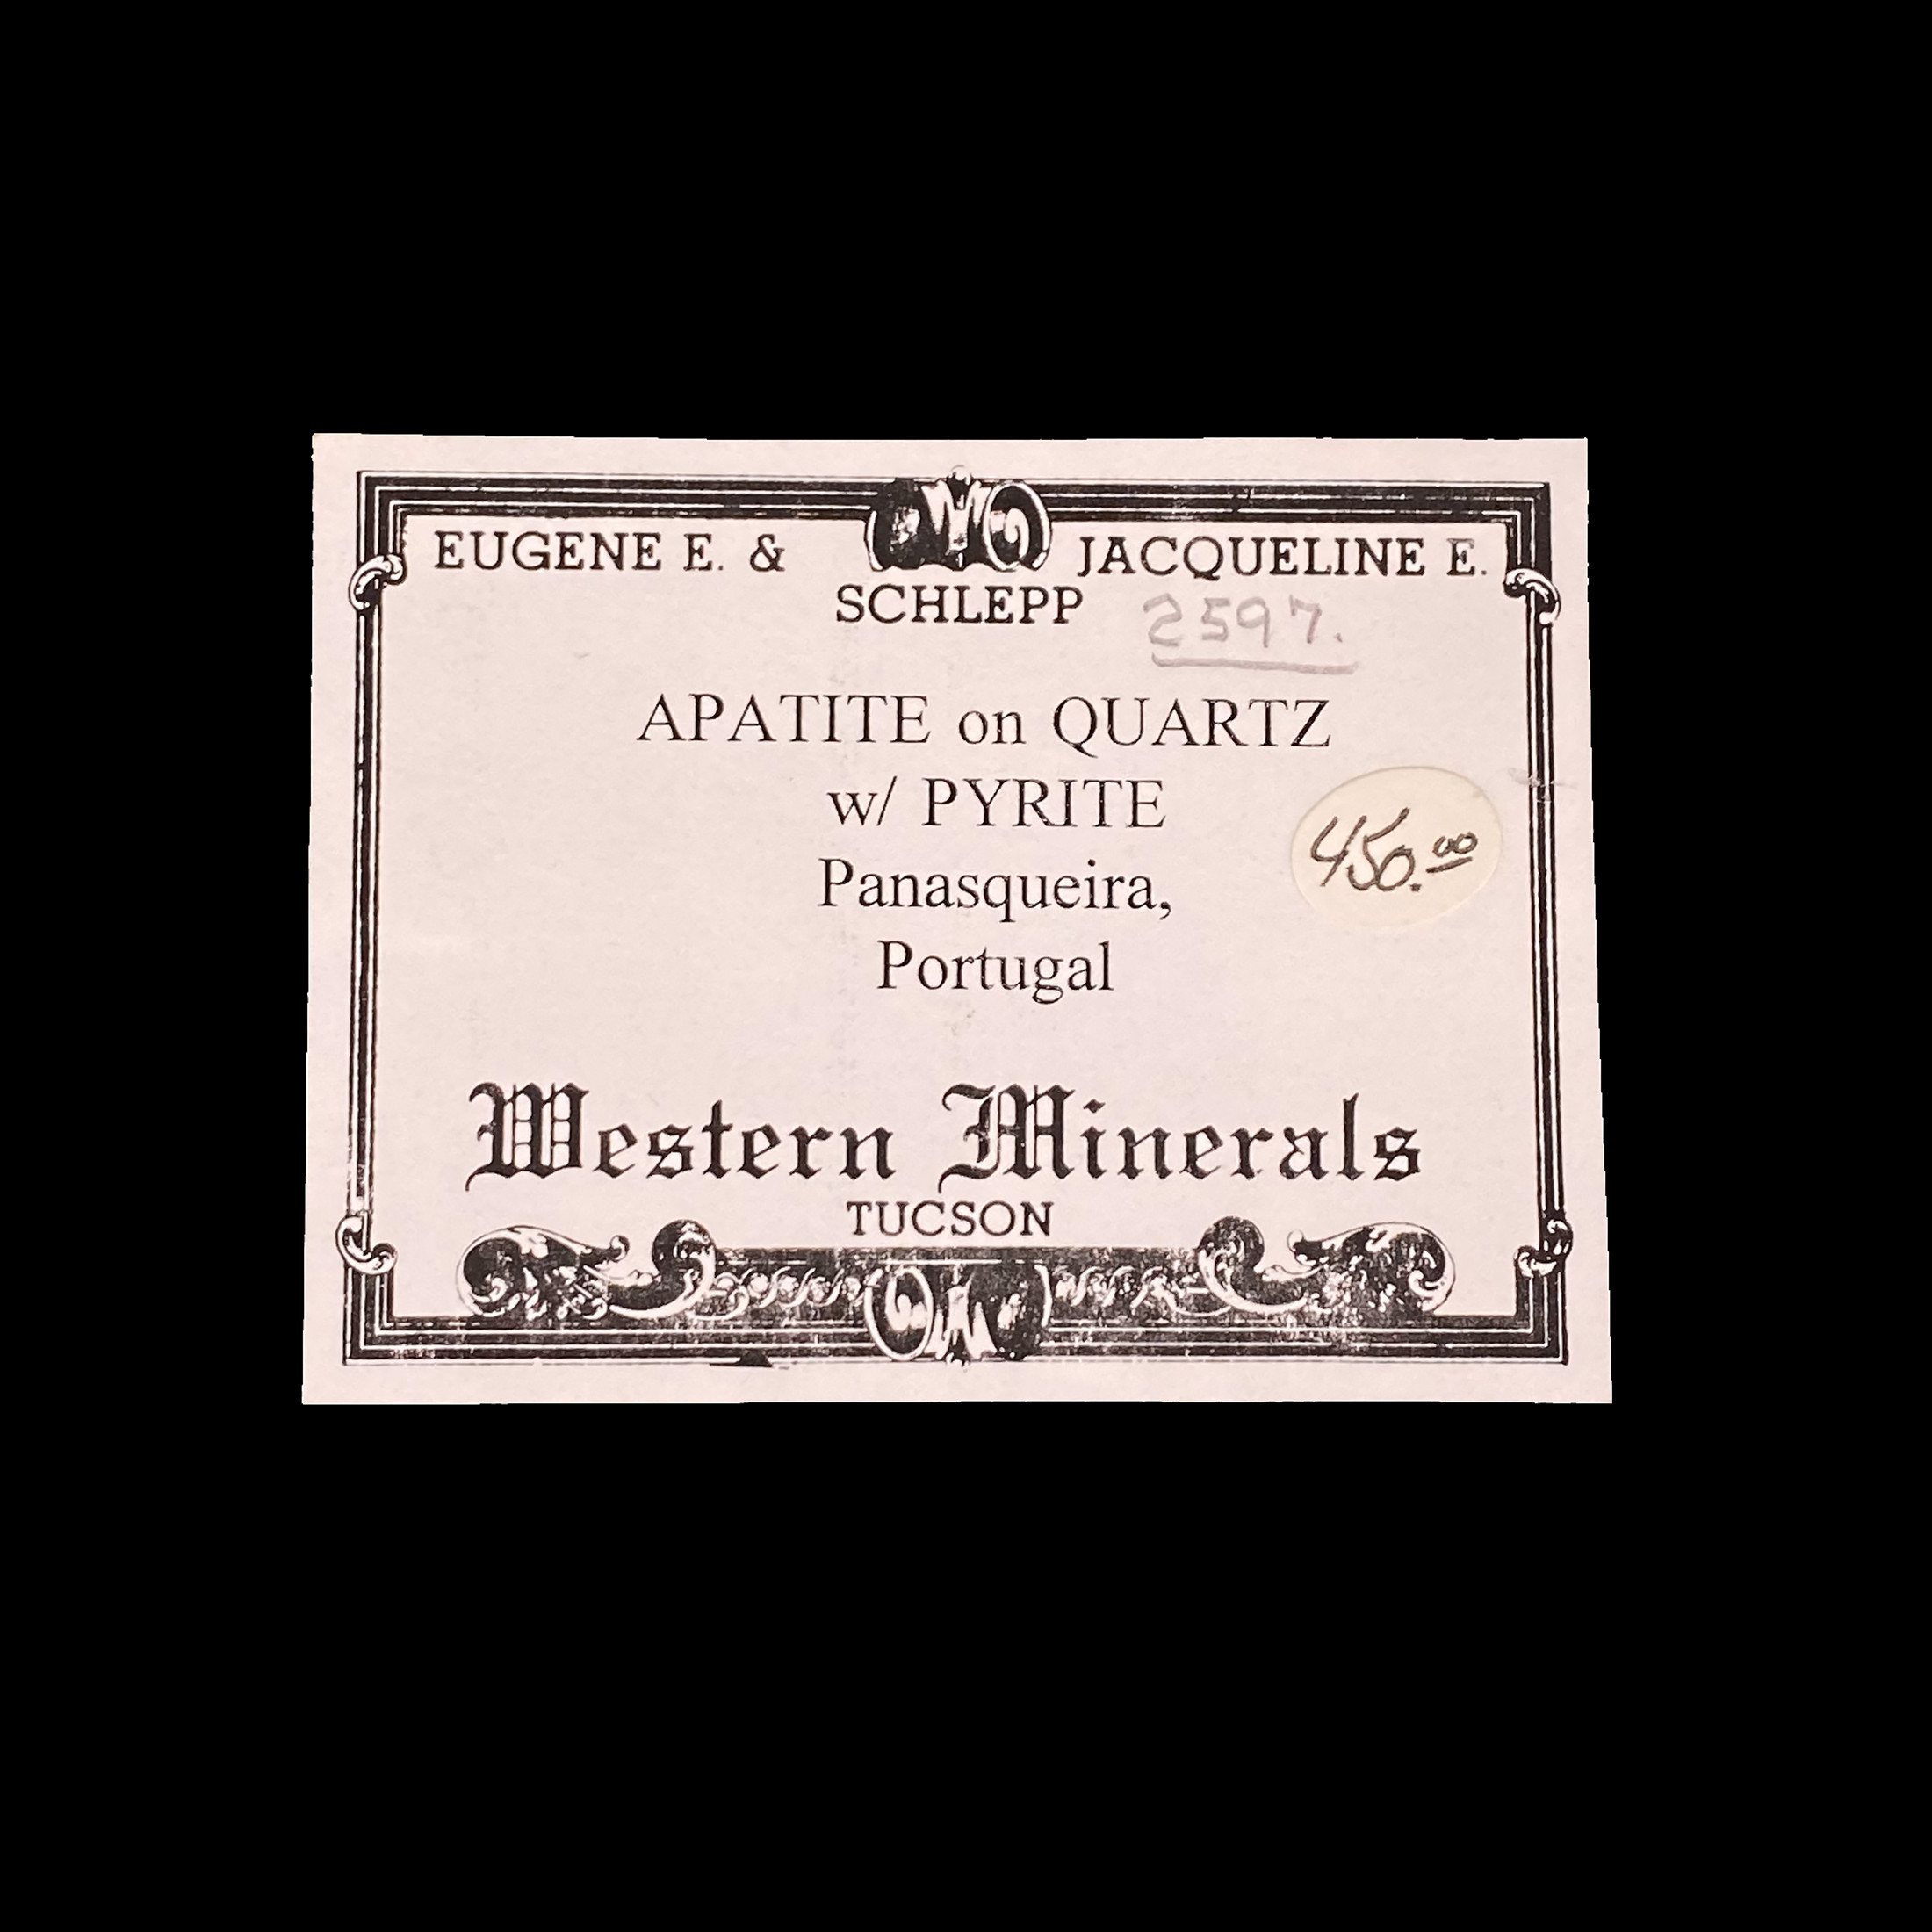 EUGENE E. & JACQUELINE E.
SCHLEPP
2597.
APATITE on QUARTZ
w/ PYRITE
450.00
Panasqueira,
Portugal
Western Minerals
TUCSON